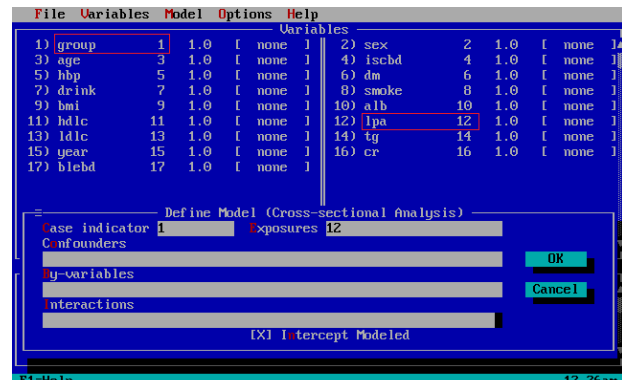 File Variables Model Options Help
Variables
1) group 1 1.0 [ none ] 2) sex 2 1.0 [ none ]
3) age 3 1.0 [ none ] 4) iscbd 4 1.0 [ none ]
5) hbp 5 1.0 [ none ] 6) dm 6 1.0 [ none ]
7) drink 7 1.0 [ none ] 8) smoke 8 1.0 [ none ]
9) bmi 9 1.0 [ none ] 10) alb 10 1.0 [ none ]
11) hdlc 11 1.0 [ none ] 12) lpa 12 1.0 [ none ]
13) ldlc 13 1.0 [ none ] 14) tg 14 1.0 [ none ]
15) year 15 1.0 [ none ] 16) cr 16 1.0 [ none ]
17) blebd 17 1.0 [ none ]
Define Model (Cross-sectional Analysis)
Case indicator 1 Exposures 12
Confounders
OK
By-variables
Cancel
Interactions
[X] Intercept Modeled
F1=Help